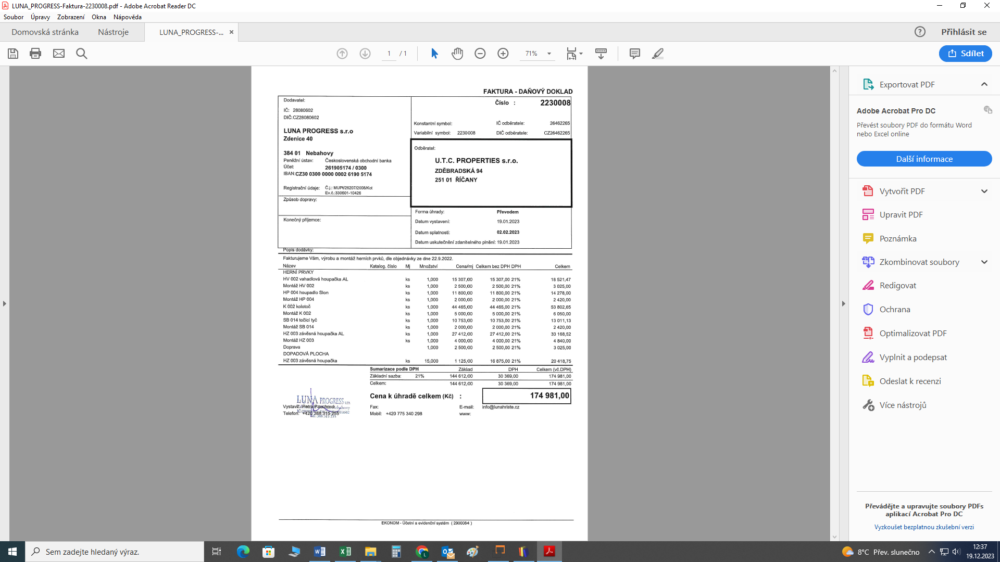 LUNA_PROGRESS-Faktura-2230008.pdf - Adobe Acrobat Reader DC
Soubor Úpravy Zobrazení Okna Nápověda
Domovská stránka Nástroje LUNA_PROGRESS-... × Přihlásit se
1 / 1 71% Sdílet
FAKTURA - DAŇOVÝ DOKLAD
Dodavatel:
IČ: 28080602
DIČ:CZ28080602
LUNA PROGRESS s.r.o
Zdenice 40
384 01 Nebahovy
Peněžní ústav: Československá obchodní banka
Účet: 261905174 / 0300
IBAN:CZ30 0300 0000 0002 6190 5174
Registrační údaje: Č.j.: MUPt/26207/2008/Kot
Ev.č.:330601-10426
Způsob dopravy:
Konečný příjemce:
Číslo : 2230008
Konstantní symbol: IČ odběratele: 26462265
Variabilní symbol: 2230008 DIČ odběratele: CZ26462265
Odběratel:
U.T.C. PROPERTIES s.r.o.
ZDĚBRADSKÁ 94
251 01 ŘÍČANY
Forma úhrady: Převodem
Datum vystavení: 19.01.2023
Datum splatnosti: 02.02.2023
Datum uskutečnění zdanitelného plnění: 19.01.2023
Popis dodávky:
Fakturujeme Vám, výrobu a montáž herních prvků, dle objednávky ze dne 22.9.2022.
Název Katalog. číslo Mj Množství Cena/mj Celkem bez DPH DPH Celkem
HERNÍ PRVKY
HV 002 vahadlová houpačka AL ks 1,000 15 307,00 15 307,00 21% 18 521,47
Montáž HV 002 ks 1,000 2 500,00 2 500,00 21% 3 025,00
HP 004 houpadlo Slon ks 1,000 11 800,00 11 800,00 21% 14 278,00
Montáž HP 004 ks 1,000 2 000,00 2 000,00 21% 2 420,00
K 002 kolotoč ks 1,000 44 465,00 44 465,00 21% 53 802,65
Montáž K 002 ks 1,000 5 000,00 5 000,00 21% 6 050,00
SB 014 točící tyč ks 1,000 10 753,00 10 753,00 21% 13 011,13
Montáž SB 014 ks 1,000 2 000,00 2 000,00 21% 2 420,00
HZ 003 závěsná houpačka AL ks 1,000 27 412,00 27 412,00 21% 33 168,52
Montáž HZ 003 ks 1,000 4 000,00 4 000,00 21% 4 840,00
Doprava 1,000 2 500,00 2 500,00 21% 3 025,00
DOPADOVÁ PLOCHA
HZ 003 závěsná houpačka ks 15,000 1 125,00 16 875,00 21% 20 418,75
Sumarizace podle DPH Základ DPH Celkem (vč.DPH)
Základní sazba: 21% 144 612,00 30 369,00 174 981,00
Celkem: 144 612,00 30 369,00 174 981,00
Cena k úhradě celkem (Kč) : 174 981,00
LUNA PROGRESS s.r.o.
Vystavil: Petra Fax: E-mail: info@lunahriste.cz
Telefon: +420 388 315 255 Mobil: +420 775 340 298 www:
EKONOM - Účetní a evidenční systém ( 2900084 )
Exportovat PDF
Adobe Acrobat Pro DC
Převést soubory PDF do formátu Word
nebo Excel online
Další informace
Vytvořit PDF
Upravit PDF
Poznámka
Zkombinovat soubory
Redigovat
Ochrana
Optimalizovat PDF
Vyplnit a podepsat
Odeslat k recenzi
Více nástrojů
Převádějte a upravujte soubory PDFs
aplikací Acrobat Pro DC
Vyzkoušet bezplatnou zkušební verzi
Sem zadejte hledaný výraz.
8°C Přev. slunečno
12:37
19.12.2023